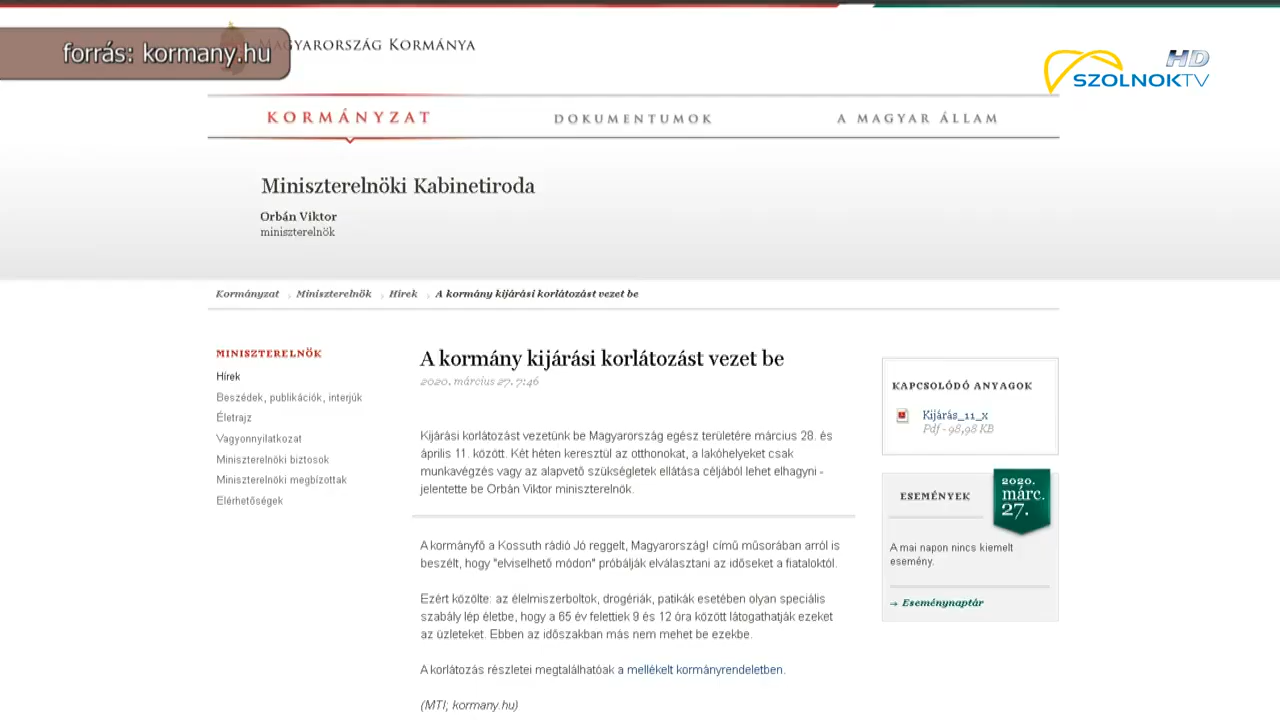 forrás: kormany.hu
Magyarország Kormánya
HD
SZOLNOKTV
KORMÁNYZAT
DOKUMENTUMOK
A MAGYAR ÁLLAM
Miniszterelnöki Kabinetiroda
Orbán Viktor
miniszterelnök
Kormányzat › Miniszterelnök › Hírek › A kormány kijárási korlátozást vezet be
MINISZTERELNÖK
Hírek
Beszédek, publikációk, interjúk
Életrajz
Vagyonnyilatkozat
Miniszterelnöki biztosok
Miniszterelnöki megbízottak
Elérhetőségek
A kormány kijárási korlátozást vezet be
2020. március 27. 7:46
Kijárási korlátozást vezetünk be Magyarország egész területére március 28. és
április 11. között. Két héten keresztül az otthonokat, a lakóhelyeket csak
munkavégzés vagy az alapvető szükségletek ellátása céljából lehet elhagyni -
jelentette be Orbán Viktor miniszterelnök.
A kormányfő a Kossuth rádió Jó reggelt, Magyarország! című műsorában arról is
beszélt, hogy "elviselhető módon" próbálják elválasztani az időseket a fiataloktól.
Ezért közölte: az élelmiszerboltok, drogériák, patikák esetében olyan speciális
szabály lép életbe, hogy a 65 év felettiek 9 és 12 óra között látogathatják ezeket
az üzleteket. Ebben az időszakban más nem mehet be ezekbe.
A korlátozás részletei megtalálhatóak a mellékelt kormányrendeletben.
(MTI; kormany.hu)
KAPCSOLÓDÓ ANYAGOK
Kijárás_11_x
Pdf - 98,98 KB
ESEMÉNYEK
2020.
márc.
27.
A mai napon nincs kiemelt
esemény.
→ Eseménynaptár